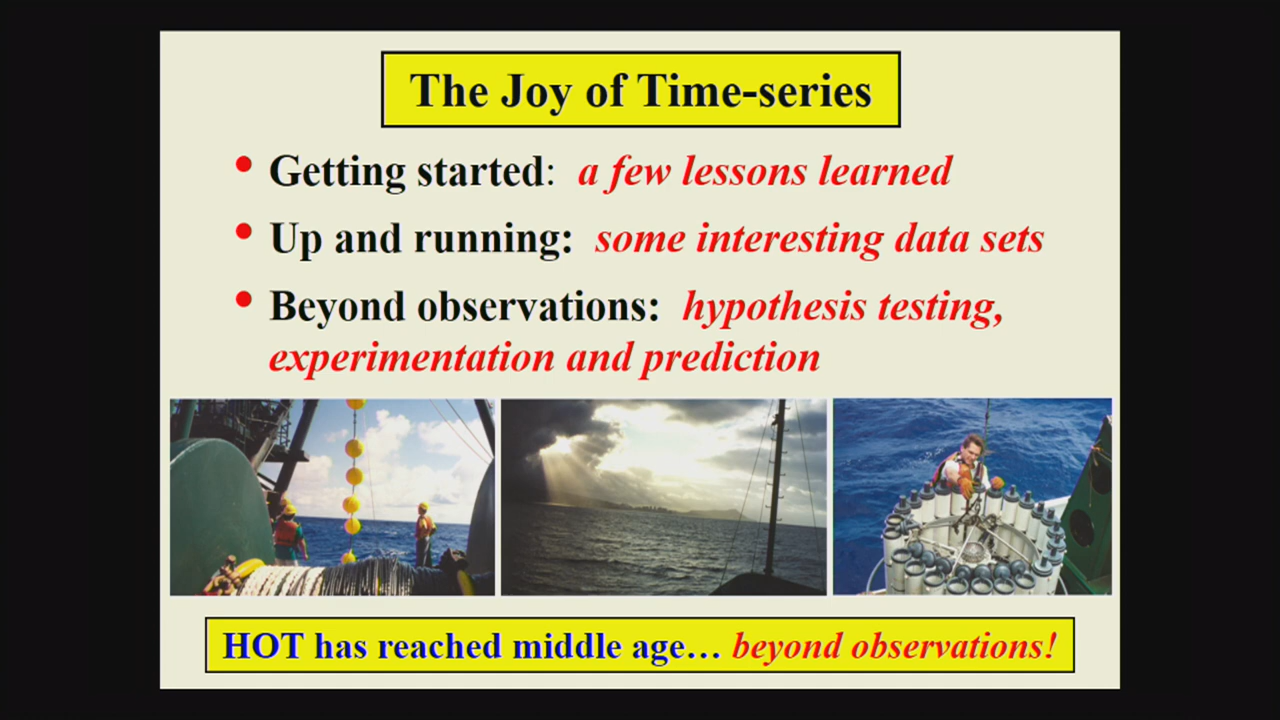 The Joy of Time-series
• Getting started: a few lessons learned
• Up and running: some interesting data sets
• Beyond observations: hypothesis testing,
experimentation and prediction
HOT has reached middle age... beyond observations!